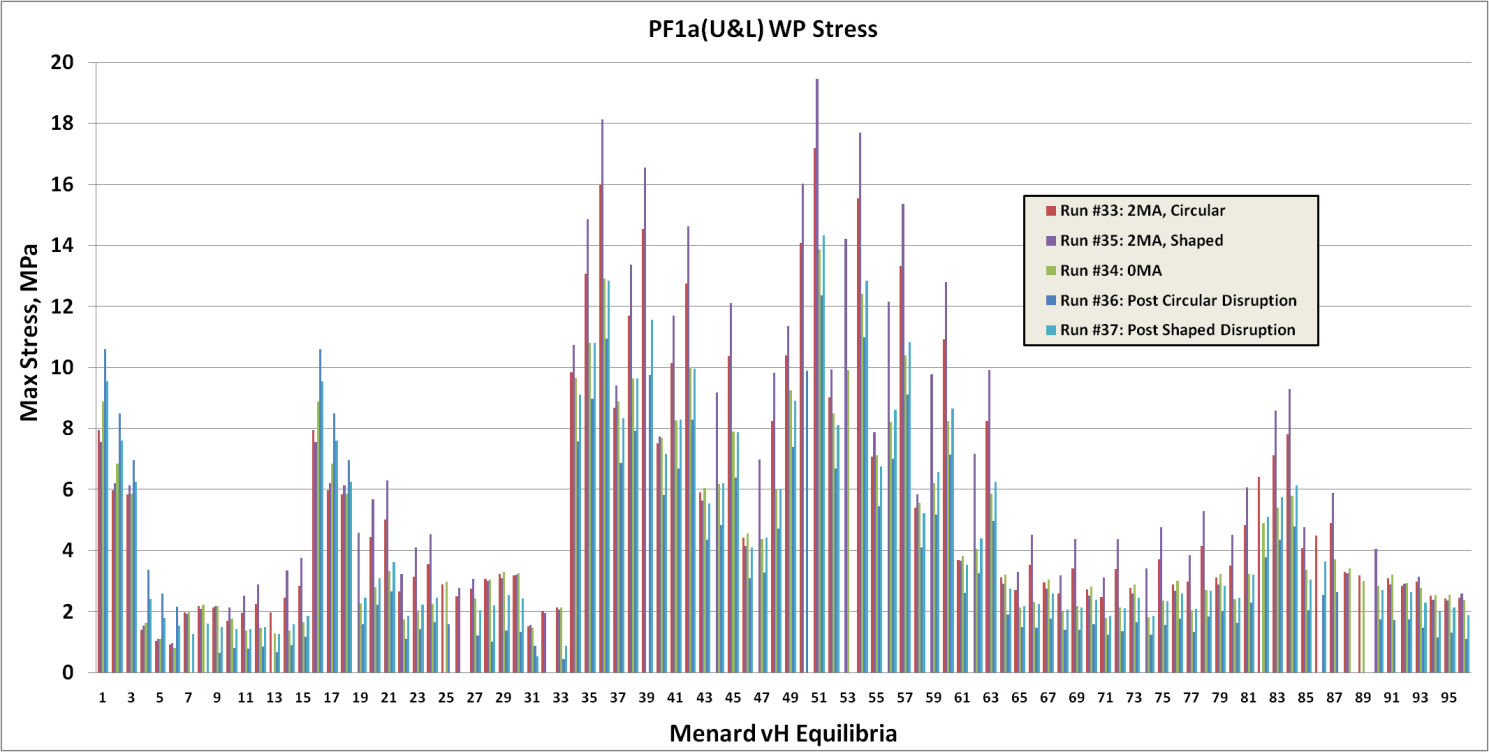 PF1a(U&L) WP Stress
Max Stress, MPa
20
18
16
14
12
10
8
6
4
2
0
Run #33: 2MA, Circular
Run #35: 2MA, Shaped
Run #34: 0MA
Run #36: Post Circular Disruption
Run #37: Post Shaped Disruption
1 3 5 7 9 11 13 15 17 19 21 23 25 27 29 31 33 35 37 39 41 43 45 47 49 51 53 55 57 59 61 63 65 67 69 71 73 75 77 79 81 83 85 87 89 91 93 95
Menard vH Equilibria